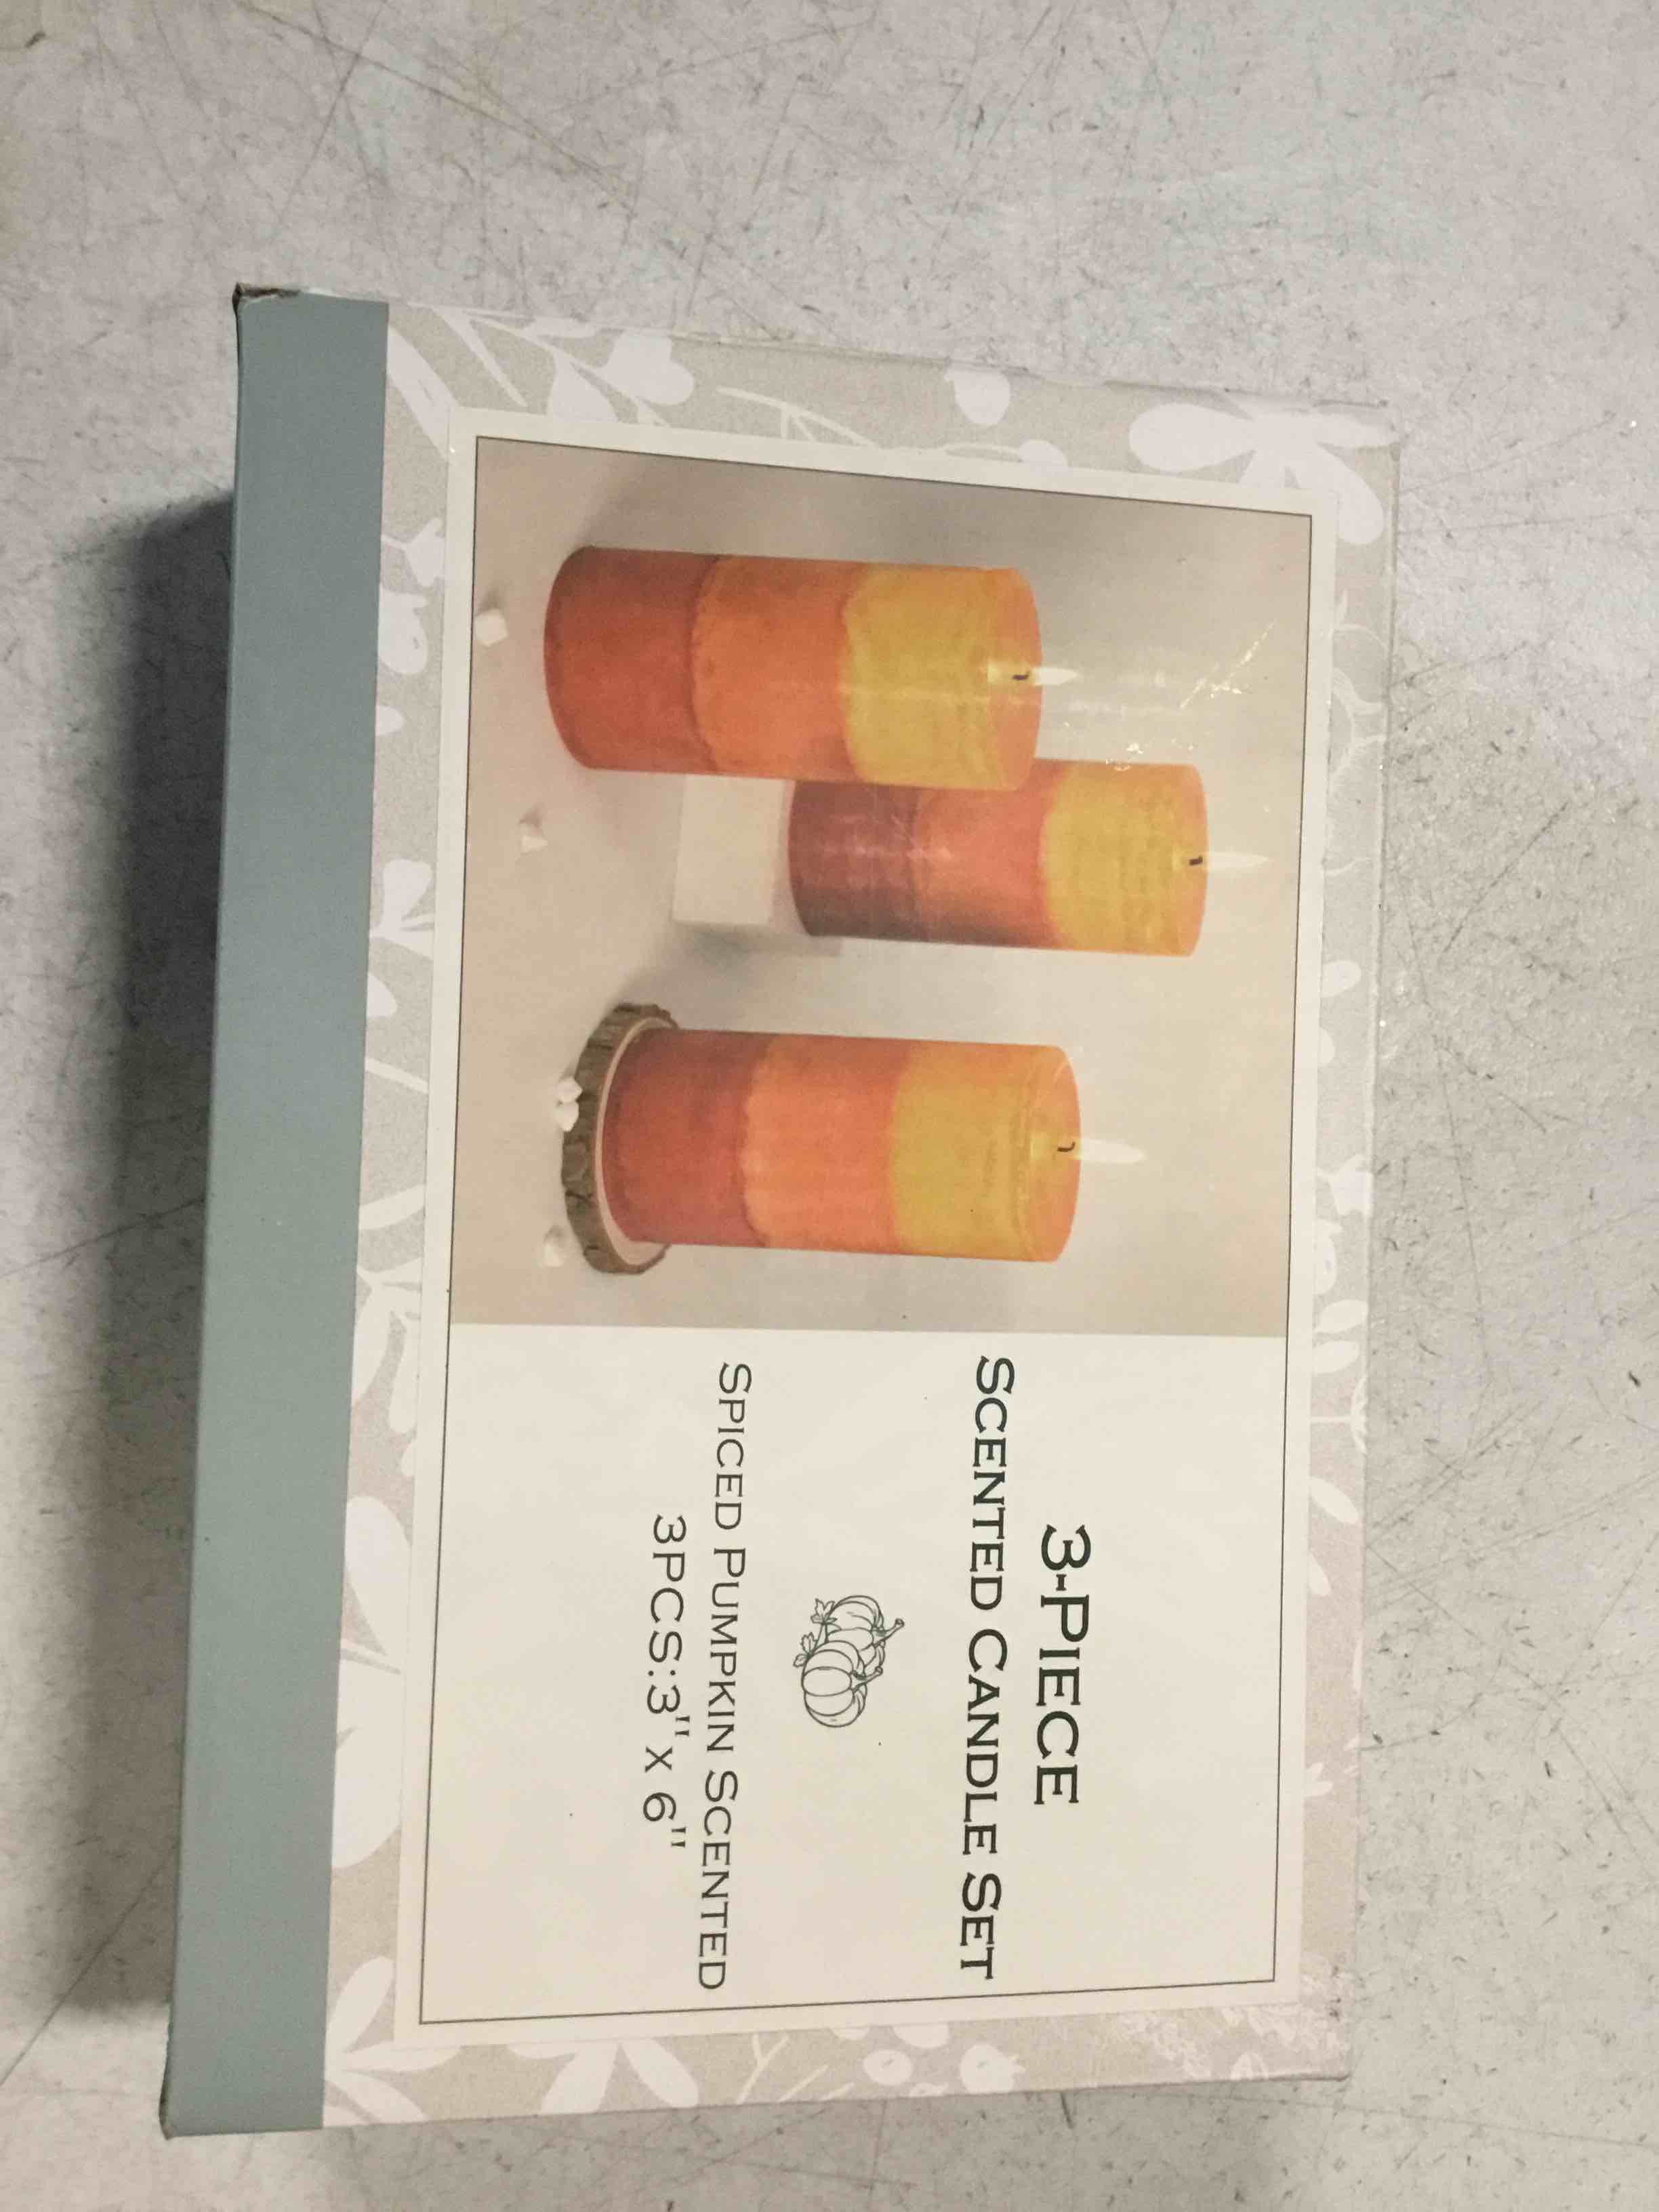 3-PIECE
SCENTED CANDLE SET
SPICED PUMPKIN SCENTED
3PCS:3" x 6"